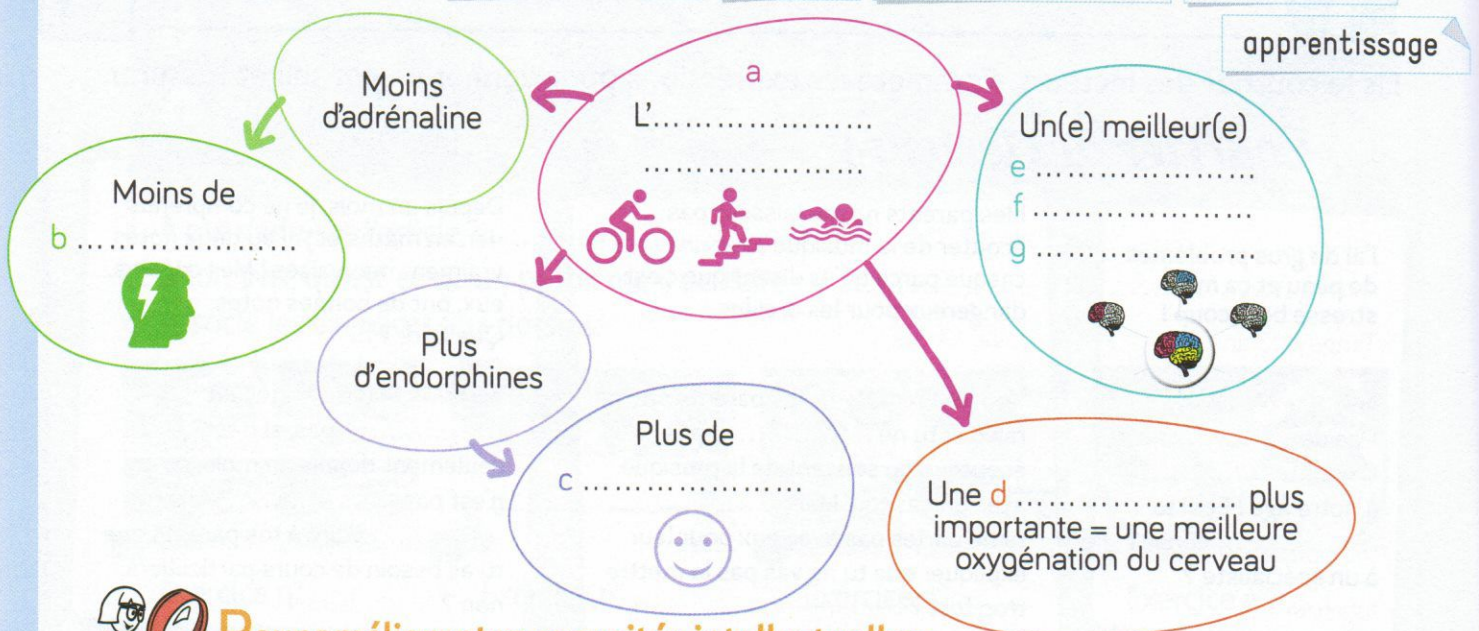 apprentissage
a
L'........................
........................
Moins
d'adrénaline
Moins de
b........................
Un(e) meilleur(e)
e........................
f........................
g........................
Plus
d'endorphines
Plus de
c........................
Une d........................ plus
importante = une meilleure
oxygénation du cerveau